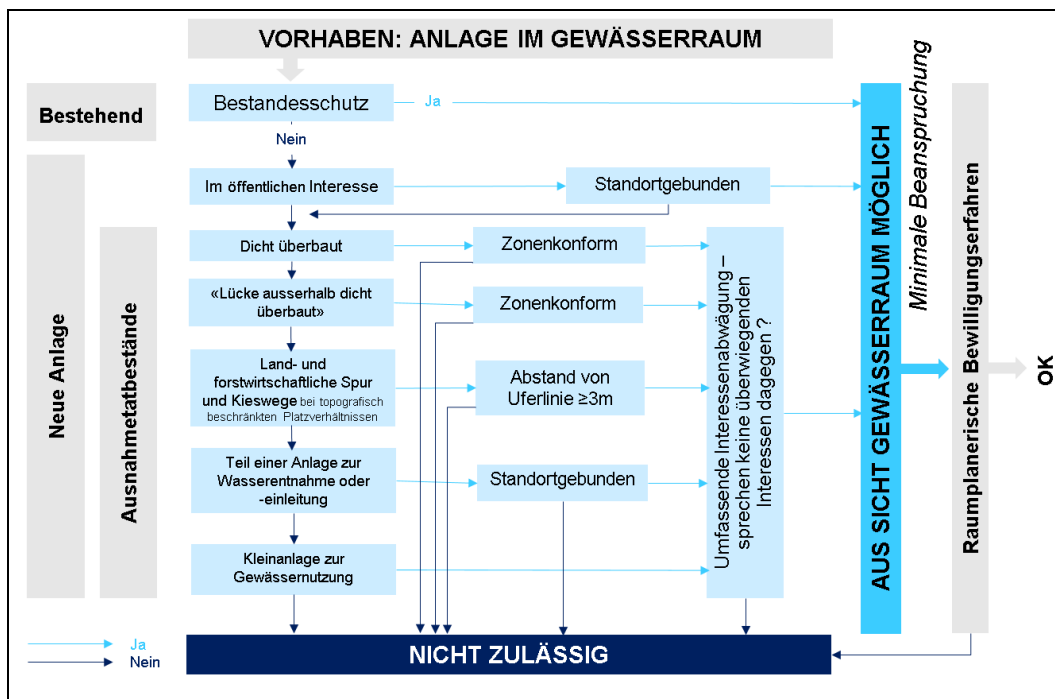 VORHABEN: ANLAGE IM GEWÄSSERRAUM
Bestehend
Bestandesschutz
Ja
Nein
Neue Anlage
Im öffentlichen Interesse
Standortgebunden
Ausnahmetatbestände
Dicht überbaut
Zonenkonform
«Lücke ausserhalb dicht
überbaut»
Zonenkonform
Land- und
forstwirtschaftliche Spur
und Kieswege bei topografisch
beschränkten Platzverhältnissen
Abstand von
Uferlinie ≥3m
Teil einer Anlage zur
Wasserentnahme oder
-einleitung
Standortgebunden
Kleinanlage zur
Gewässernutzung
Umfassende Interessenabwägung –
sprechen keine überwiegenden
Interessen dagegen ?
AUS SICHT GEWÄSSERRAUM MÖGLICH
Minimale Beanspruchung
Raumplanerische Bewilligungserfahren
OK
Ja
Nein
NICHT ZULÄSSIG